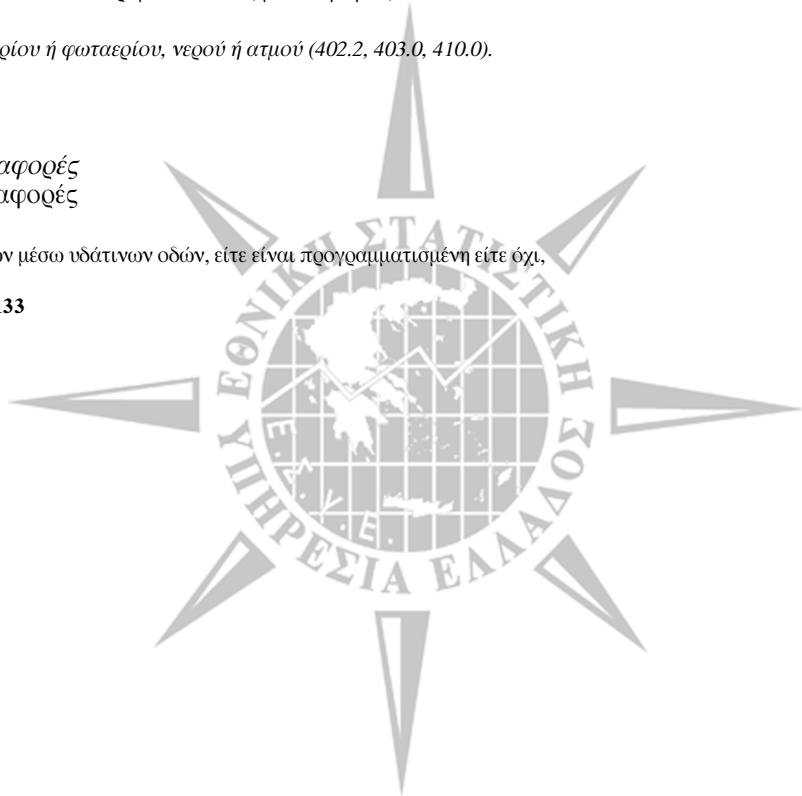 ρίου ή φωταερίου, νερού ή ατμού (402.2, 403.0, 410.0).
αφορές
αφορές
ν μέσω υδάτινων οδών, είτε είναι προγραμματισμένη είτε όχι,
33
ΕΘΝΙΚΗ ΣΤΑΤΙΣΤΙΚΗ
ΥΠΗΡΕΣΙΑ ΕΛΛΑΔΟΣ
Ε.Σ.Υ.Ε.